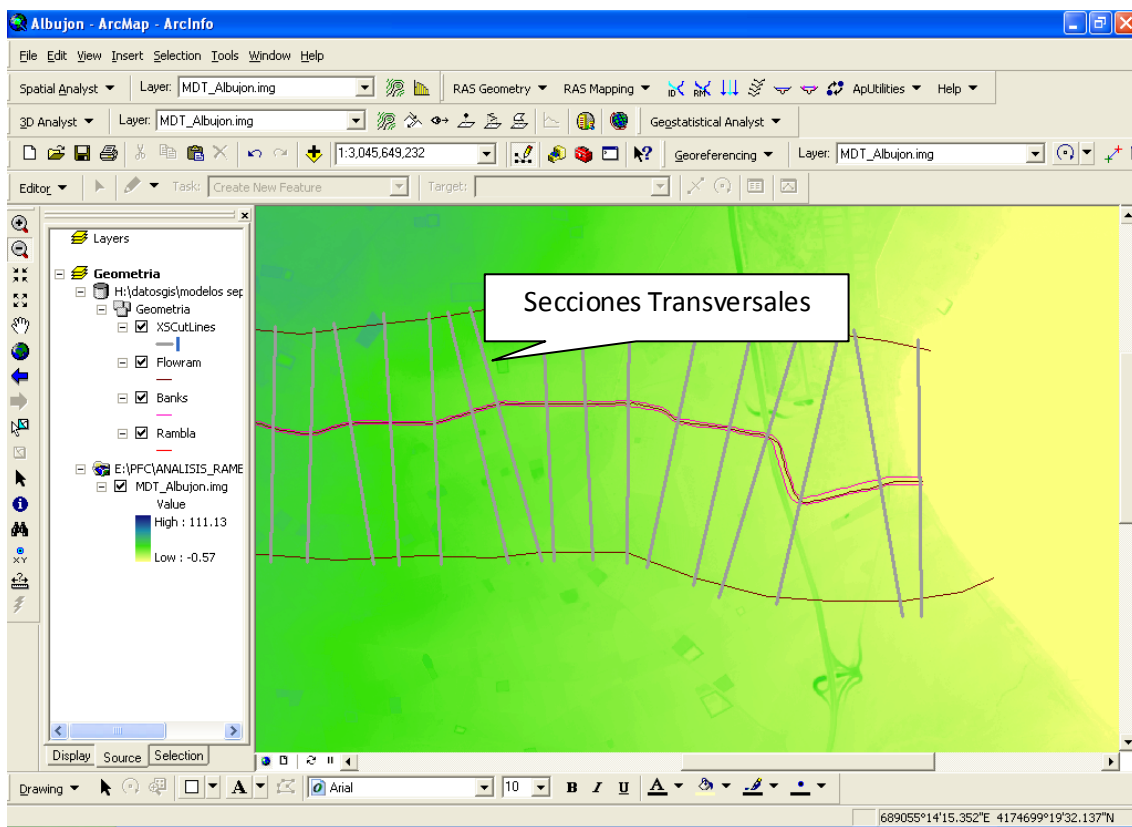 Albujon - ArcMap - ArcInfo
File Edit View Insert Selection Tools Window Help
Spatial Analyst Layer: MDT_Albujon.img RAS Geometry RAS Mapping ID RM ApUtilities Help
3D Analyst Layer: MDT_Albujon.img Geostatistical Analyst
1:3,045,649,232 Georeferencing Layer: MDT_Albujon.img
Editor Task: Create New Feature Target:
Layers
Geometria
H:\datosgis\modelos sep
Geometria
XSCutLines
Flowram
Banks
Rambla
E:\PFC\ANALISIS_RAME
MDT_Albujon.img
Value
High : 111.13
Low : -0.57
Secciones Transversales
XY
Display Source Selection
Drawing A Arial 10 B I U A
689055°14'15.352"E 4174699°19'32.137"N